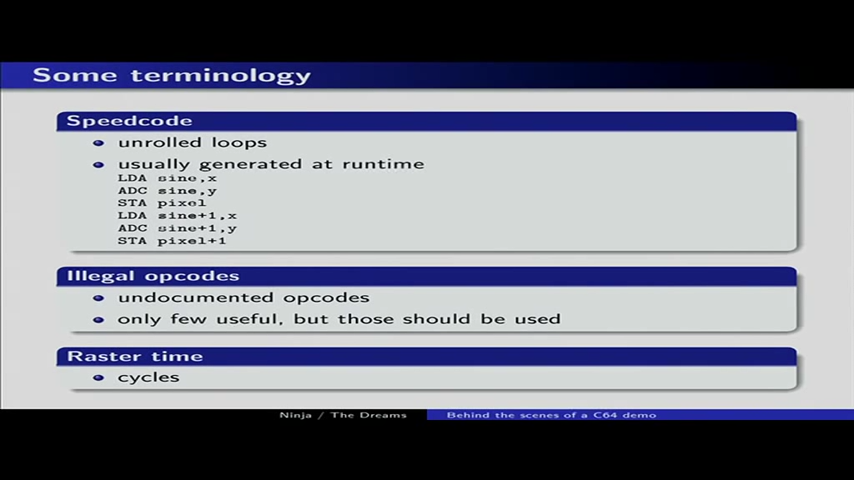 Some terminology
Speedcode
unrolled loops
usually generated at runtime
LDA sine,x
ADC sine,y
STA pixel
LDA sine+1,x
ADC sine+1,y
STA pixel+1
Illegal opcodes
undocumented opcodes
only few useful, but those should be used
Raster time
cycles
Ninja / The Dreams
Behind the scenes of a C64 demo